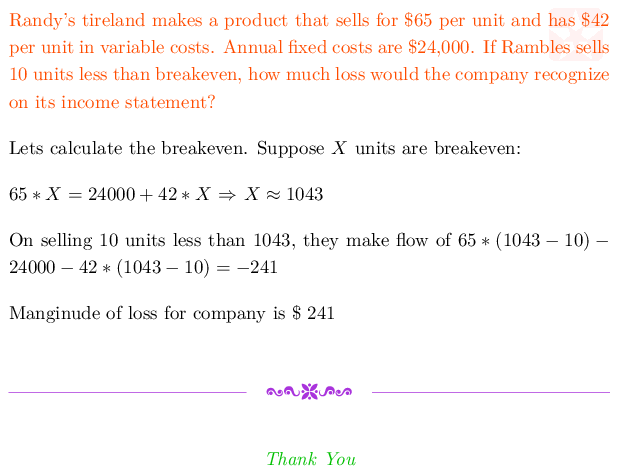 Randy's tireland makes a product that sells for $65 per unit and has $42
per unit in variable costs. Annual fixed costs are $24,000. If Rambles sells
10 units less than breakeven, how much loss would the company recognize
on its income statement?
Lets calculate the breakeven. Suppose X units are breakeven:
65 ∗ X = 24000 + 42 ∗ X ⇒ X ≈ 1043
On selling 10 units less than 1043, they make flow of 65 ∗ (1043 − 10) −
24000 − 42 ∗ (1043 − 10) = −241
Manginude of loss for company is $ 241
Thank You